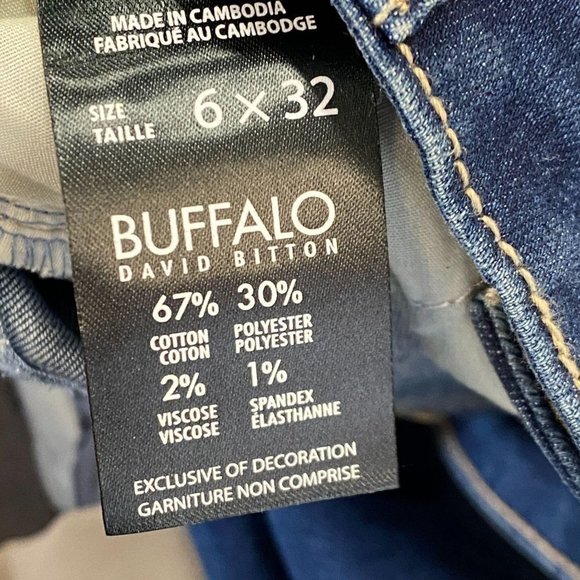 MADE IN CAMBODIA
FABRIQUÉ AU CAMBODGE
SIZE
TAILLE
6 × 32
BUFFALO
DAVID BITTON
67% 30%
COTTON POLYESTER
COTON POLYESTER
2% 1%
VISCOSE SPANDEX
VISCOSE ÉLASTHANNE
EXCLUSIVE OF DECORATION
GARNITURE NON COMPRISE